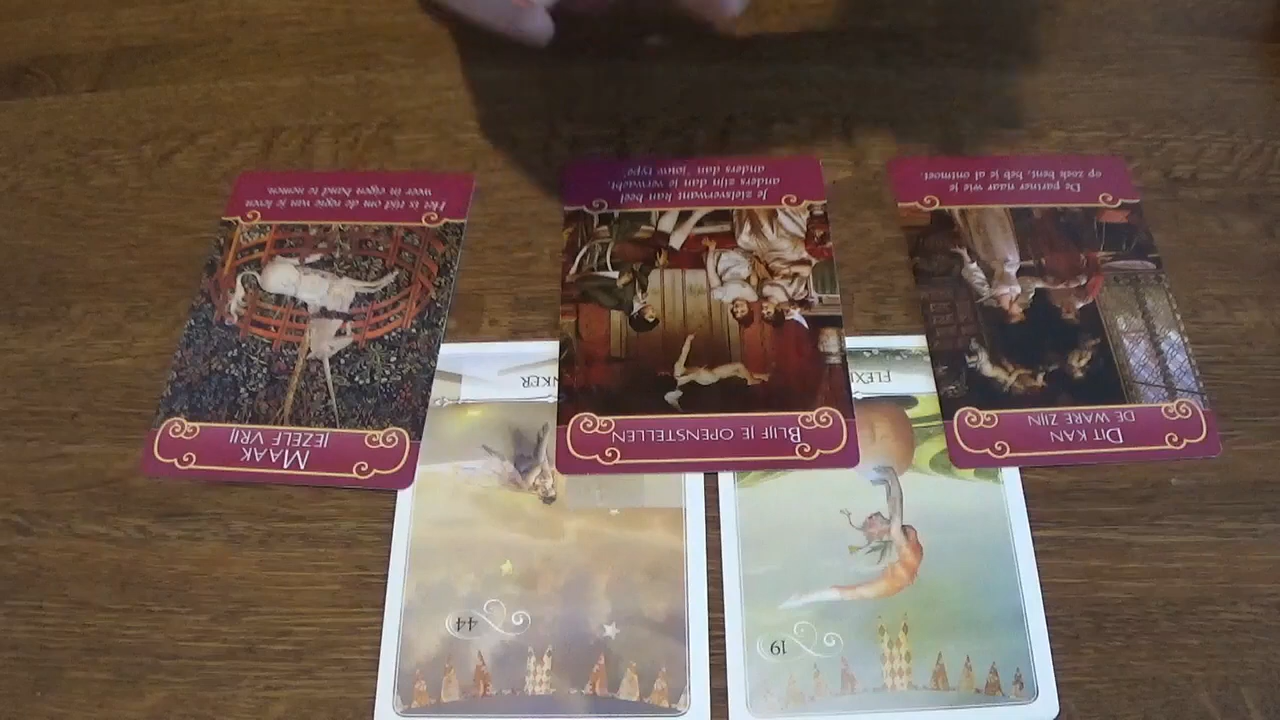 19
44
DIT KAN
DE WARE ZIJN
De partner naar wie je
op zoek bent, heb je al ontmoet.
FLEXI
BLIJF JE OPENSTELLEN
Je zielsverwant kan heel
anders zijn dan je verwacht,
anders dan 'jouw type'.
NKER
MAAK
JEZELF VRIJ
Het is tijd om de regie van je leven
weer in eigen hand te nemen.